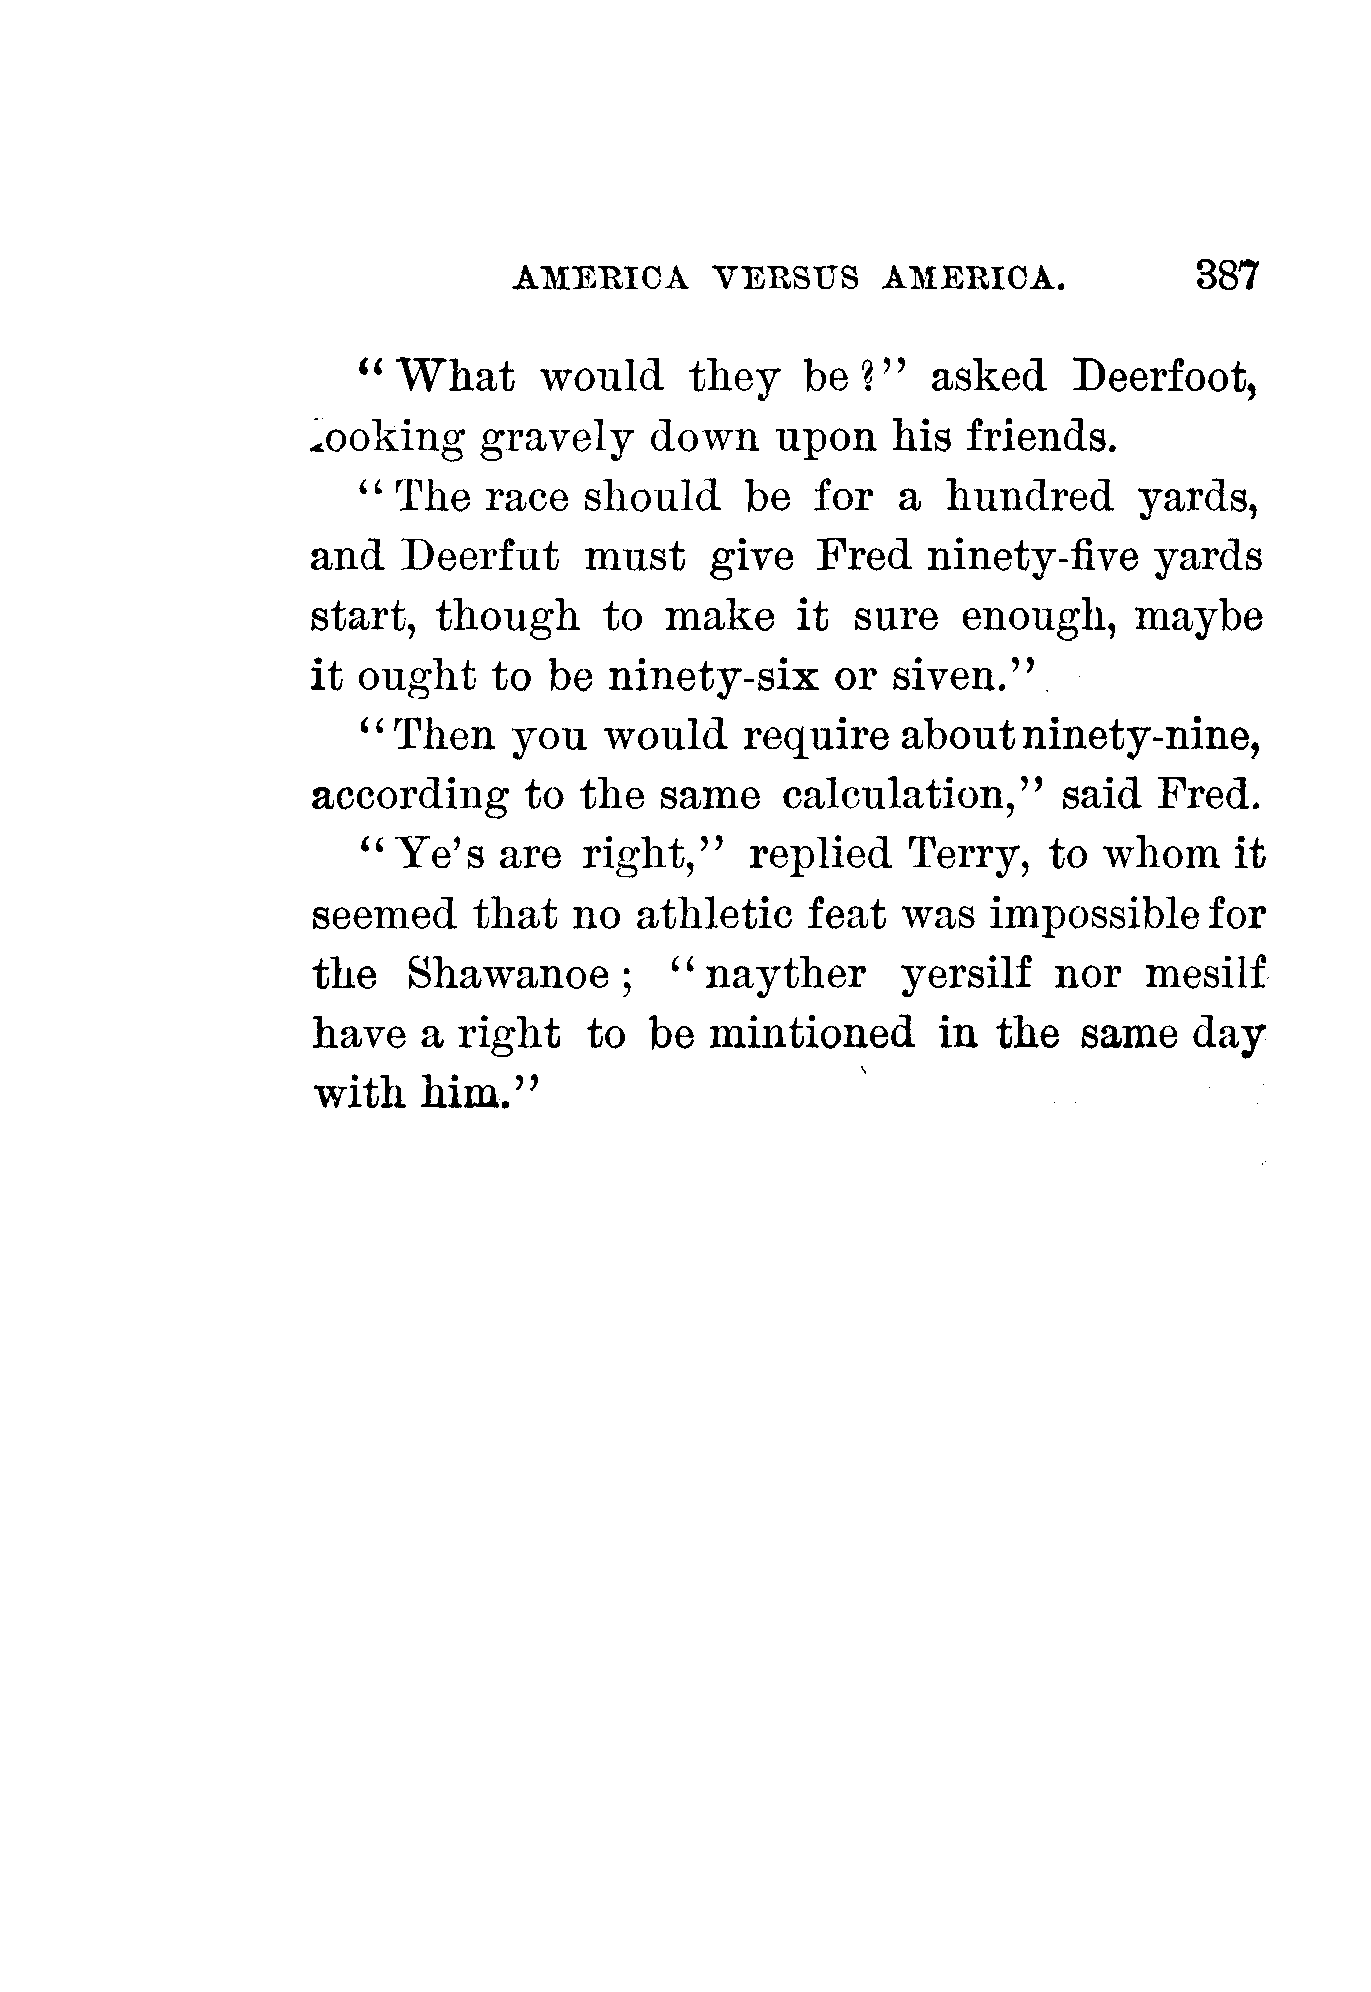 AMERICA VERSUS AMERICA. 387
"What would they be?" asked Deerfoot,
looking gravely down upon his friends.
"The race should be for a hundred yards,
and Deerfut must give Fred ninety-five yards
start, though to make it sure enough, maybe
it ought to be ninety-six or siven."
"Then you would require about ninety-nine,
according to the same calculation," said Fred.
"Ye's are right," replied Terry, to whom it
seemed that no athletic feat was impossible for
the Shawanoe; "nayther yersilf nor mesilf
have a right to be mintioned in the same day
with him."